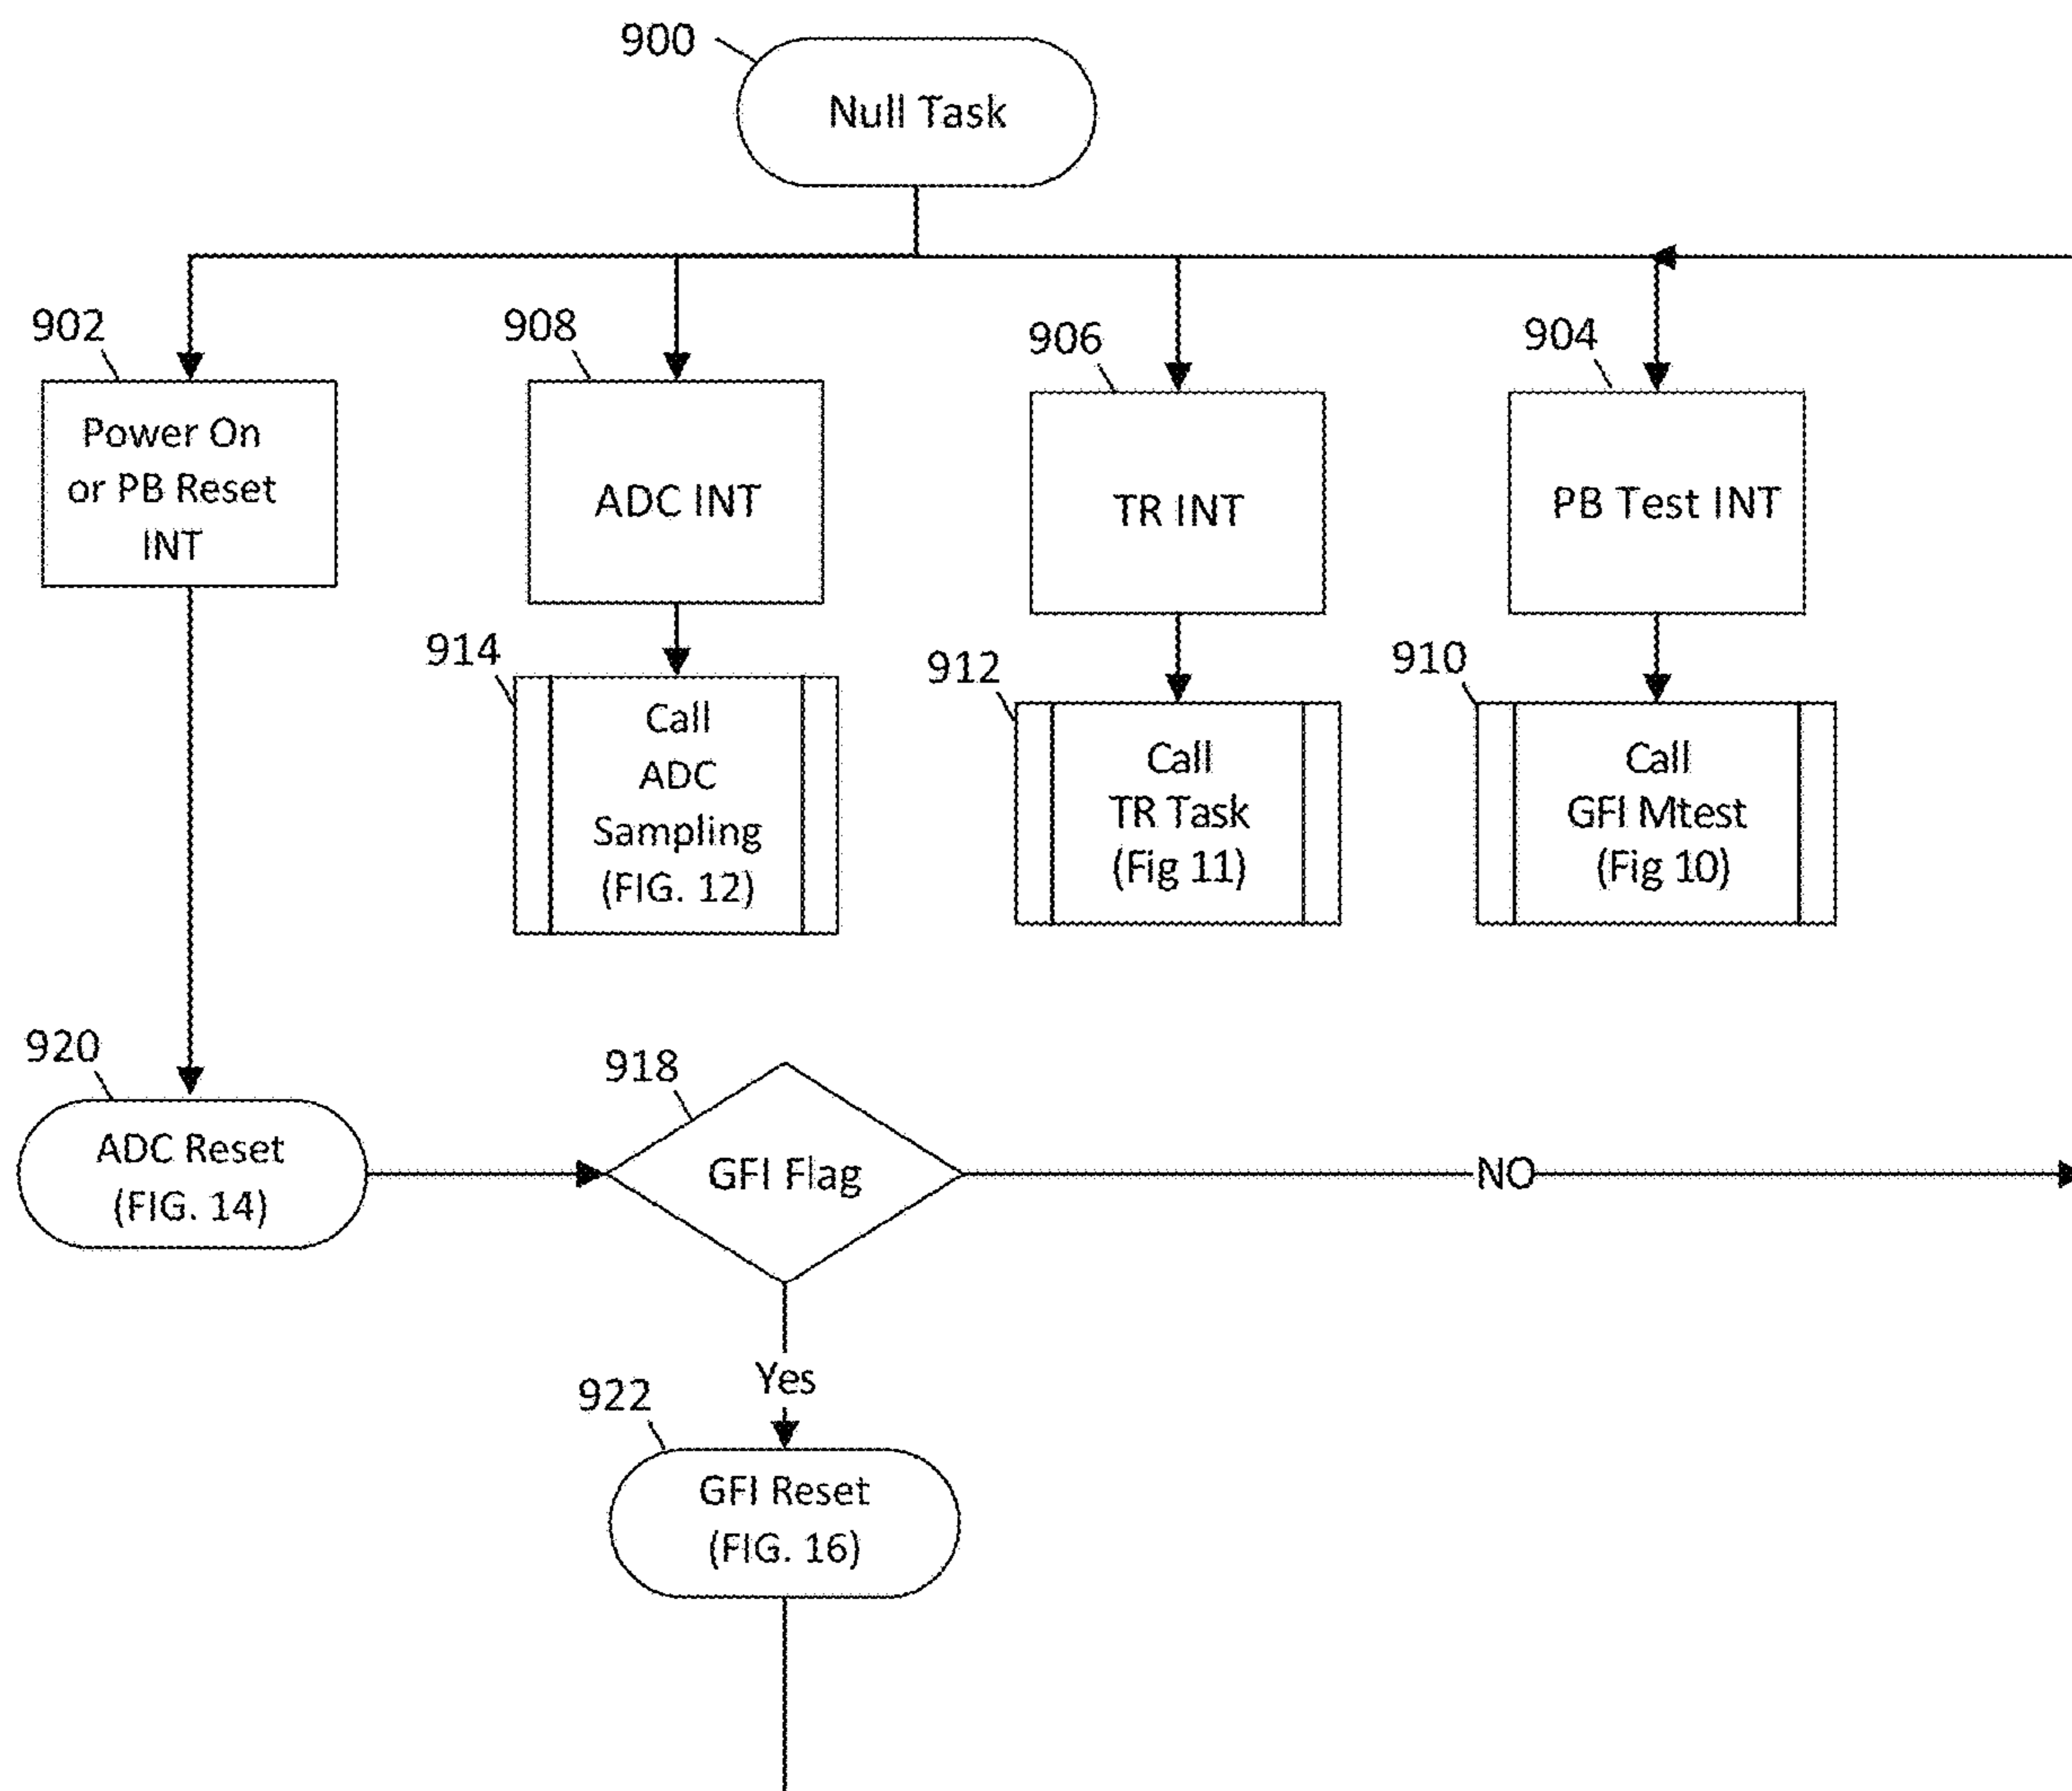 900
Null Task
902
908
906
904
Power On
or PB Reset
INT
ADC INT
TR INT
PB Test INT
914
912
910
Call
ADC
Sampling
(FIG. 12)
Call
TR Task
(Fig 11)
Call
GFI Mtest
(Fig 10)
920
918
ADC Reset
(FIG. 14)
GFI Flag
NO
Yes
922
GFI Reset
(FIG. 16)